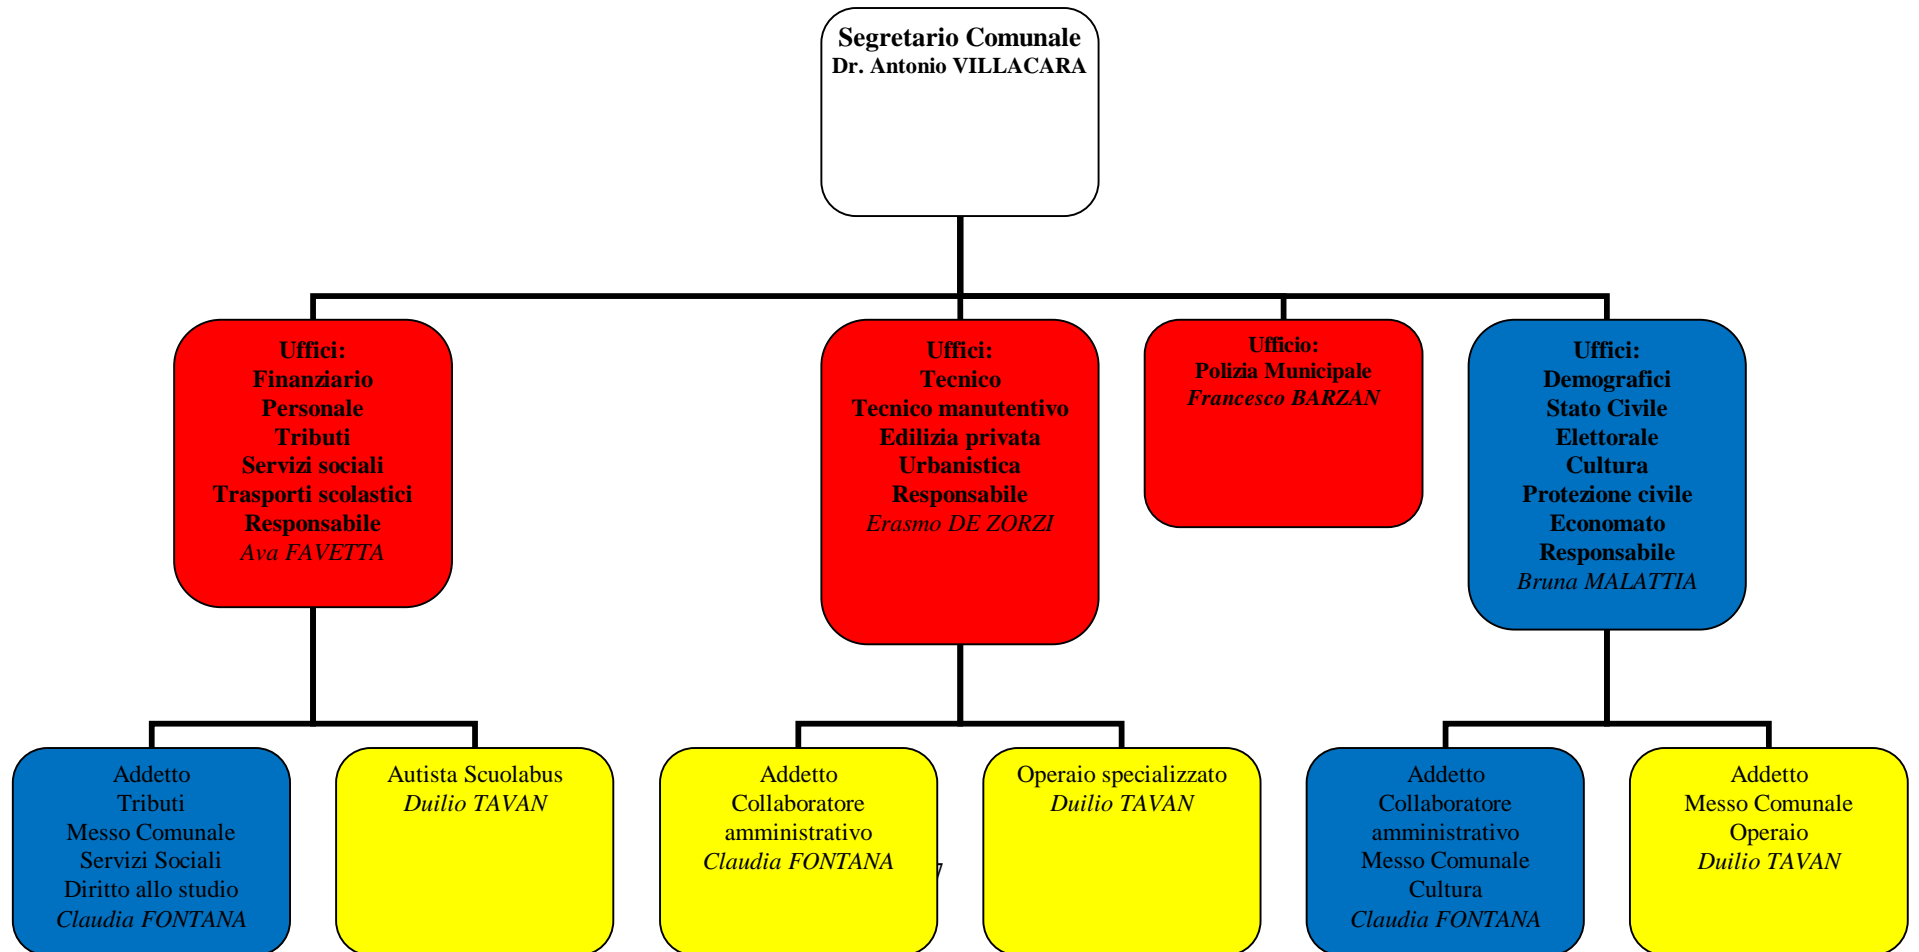 Segretario Comunale
Dr. Antonio VILLACARA
Uffici:
Finanziario
Personale
Tributi
Servizi sociali
Trasporti scolastici
Responsabile
Ava FAVETTA
Uffici:
Tecnico
Tecnico manutentivo
Edilizia privata
Urbanistica
Responsabile
Erasmo DE ZORZI
Ufficio:
Polizia Municipale
Francesco BARZAN
Uffici:
Demografici
Stato Civile
Elettorale
Cultura
Protezione civile
Economato
Responsabile
Bruna MALATTIA
Addetto
Tributi
Messo Comunale
Servizi Sociali
Diritto allo studio
Claudia FONTANA
Autista Scuolabus
Duilio TAVAN
Addetto
Collaboratore
amministrativo
Claudia FONTANA
Operaio specializzato
Duilio TAVAN
Addetto
Collaboratore
amministrativo
Messo Comunale
Cultura
Claudia FONTANA
Addetto
Messo Comunale
Operaio
Duilio TAVAN